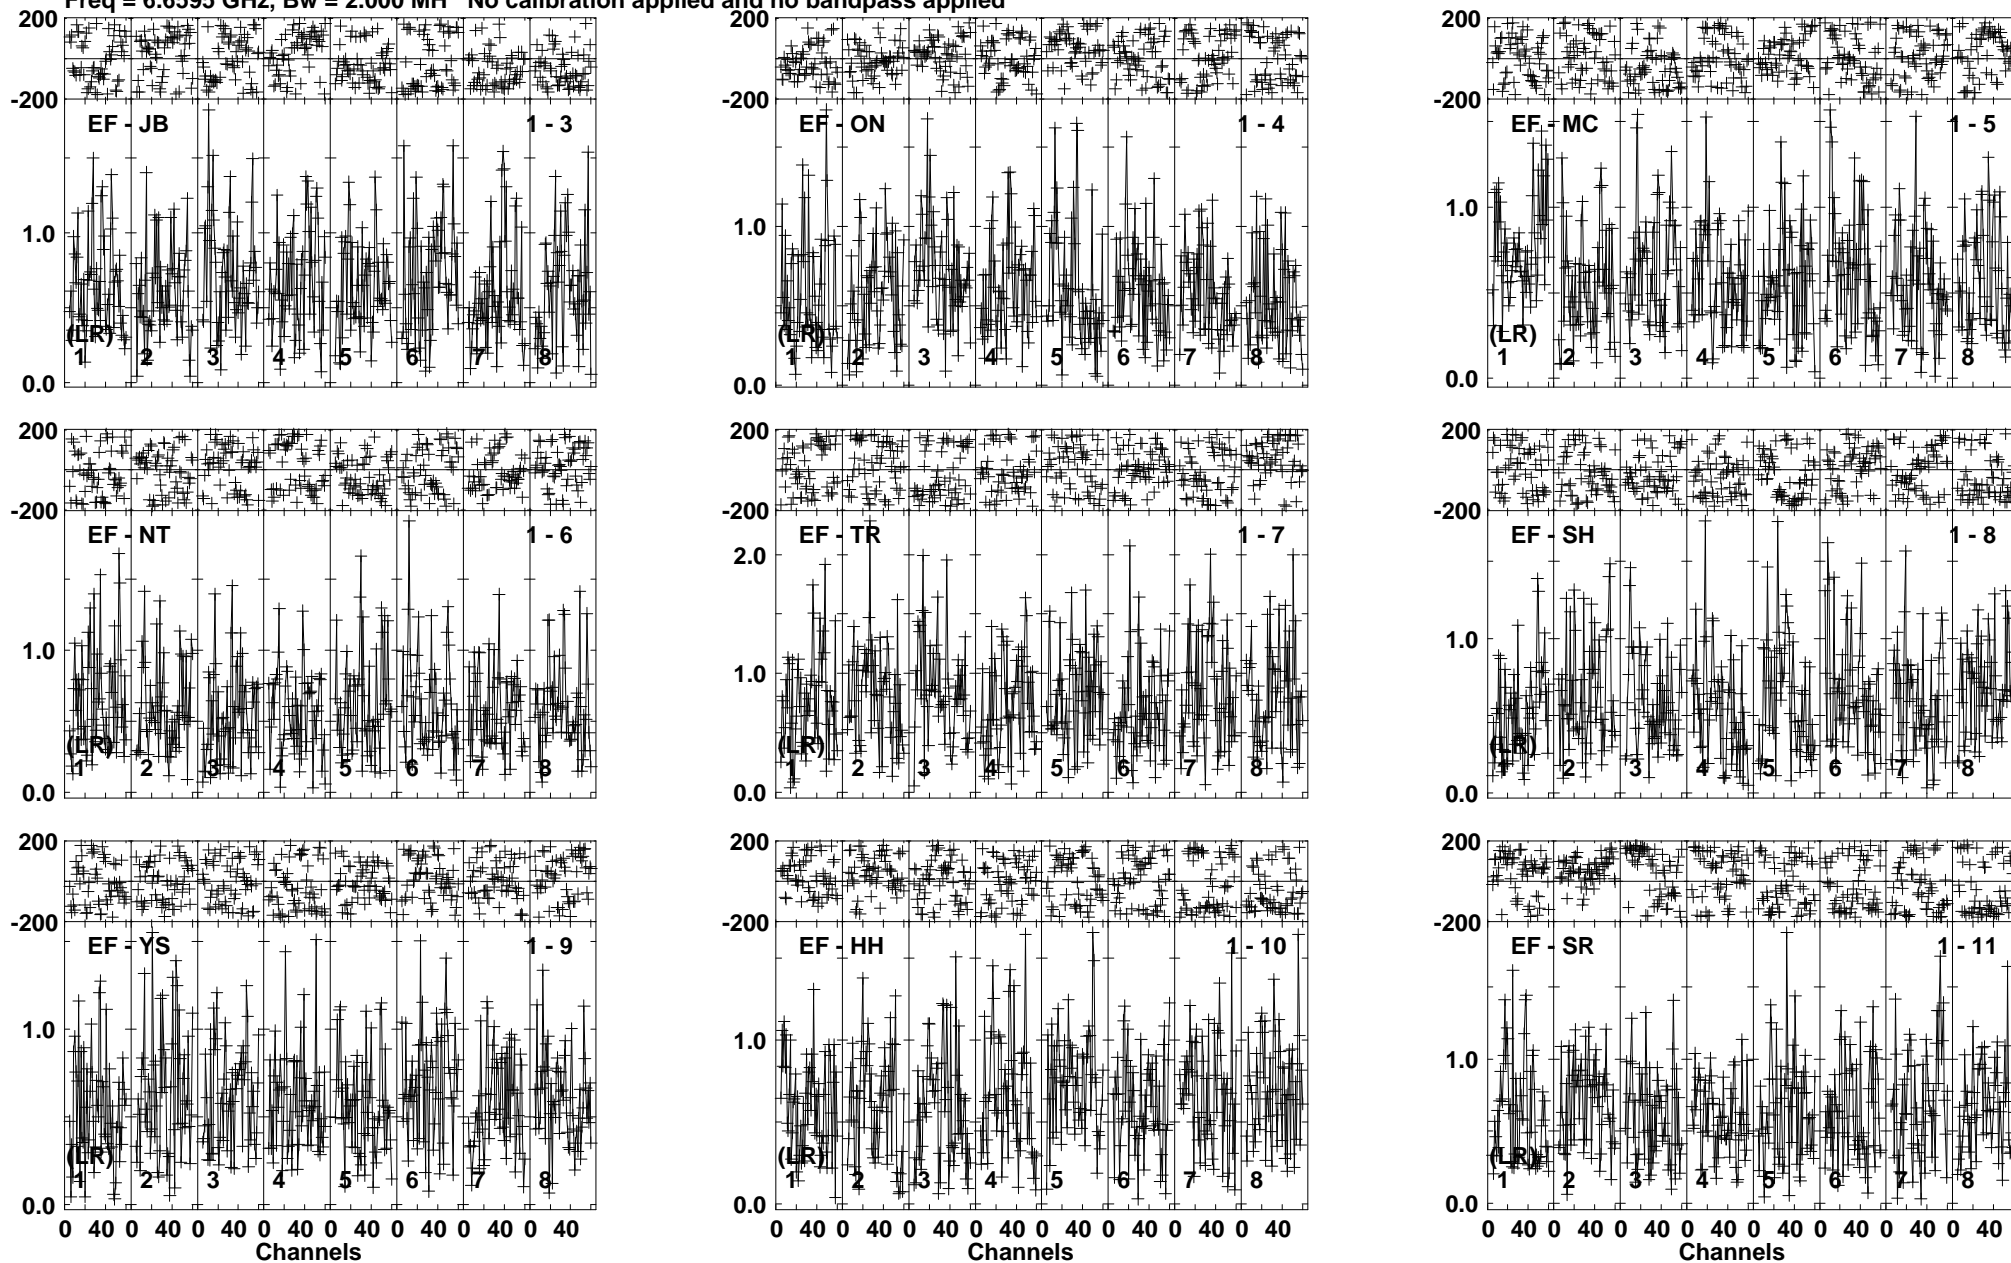 Freq = 6.6595 GHz, Bw = 2.000 MH No calibration applied and no bandpass applied
200 200 200
-200 -200 -200
EF - JB 1 - 3 EF - ON 1 - 4 EF - MC 1 - 5
1.0 1.0 1.0
(LR) (LR) (LR)
1 2 3 4 5 6 7 8 1 2 3 4 5 6 7 8 1 2 3 4 5 6 7 8
0.0 0.0 0.0
200 200 200
-200 -200 -200
EF - NT 1 - 6 EF - TR 1 - 7 EF - SH 1 - 8
2.0
1.0 1.0 1.0
(LR) (LR) (LR)
1 2 3 4 5 6 7 8 1 2 3 4 5 6 7 8 1 2 3 4 5 6 7 8
0.0 0.0 0.0
200 200 200
-200 -200 -200
EF - YS 1 - 9 EF - HH 1 - 10 EF - SR 1 - 11
1.0 1.0 1.0
(LR) (LR) (LR)
1 2 3 4 5 6 7 8 1 2 3 4 5 6 7 8 1 2 3 4 5 6 7 8
0.0 0.0 0.0
0 40 0 40 0 40 0 40 0 40 0 40 0 40 0 40 0 40 0 40 0 40 0 40 0 40 0 40 0 40 0 40 0 40 0 40 0 40 0 40 0 40 0 40 0 40 0 40
Channels Channels